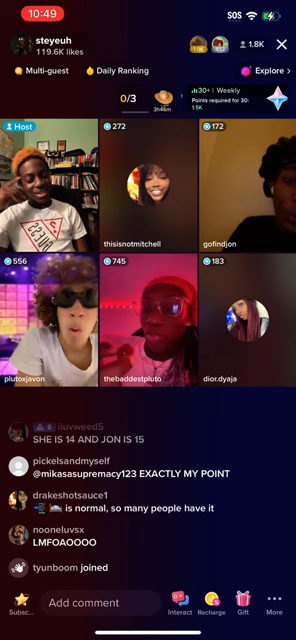 10:49
SOS
steyeuh
119.6K likes
1.8K
Multi-guest
Daily Ranking
Explore >
0/3
3h46m
30+ | Weekly
Points required for 30:
1.5K
Host
272
172
thisisnotmitchell
gofindjon
556
745
183
plutoxjavon
thebaddestpluto
dior.dyaja
iluvweed5
SHE IS 14 AND JON IS 15
pickelsandmyself
@mikasasupremacy123 EXACTLY MY POINT
drakeshotsauce1
is normal, so many people have it
nooneluvsx
LMFOAOOOO
tyunboom joined
Subsc...
Add comment
Interact
Recharge
Gift
More